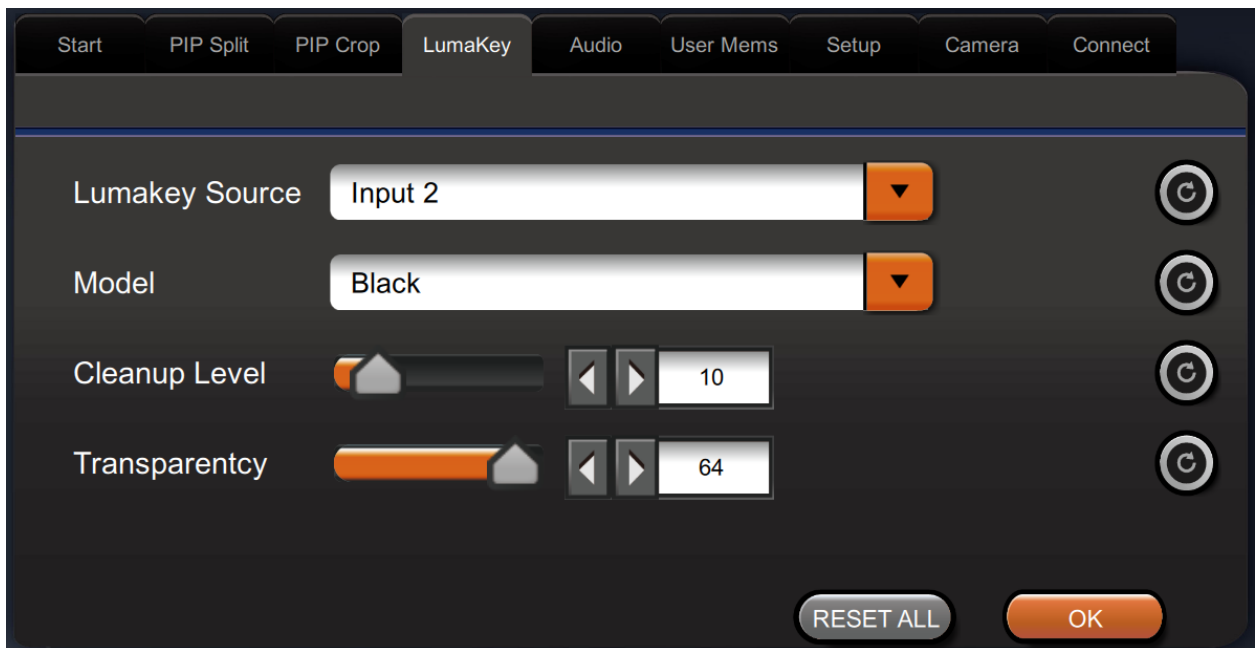 Start PIP Split PIP Crop LumaKey Audio User Mems Setup Camera Connect
Lumakey Source Input 2
Model Black
Cleanup Level 10
Transparentcy 64
RESET ALL OK